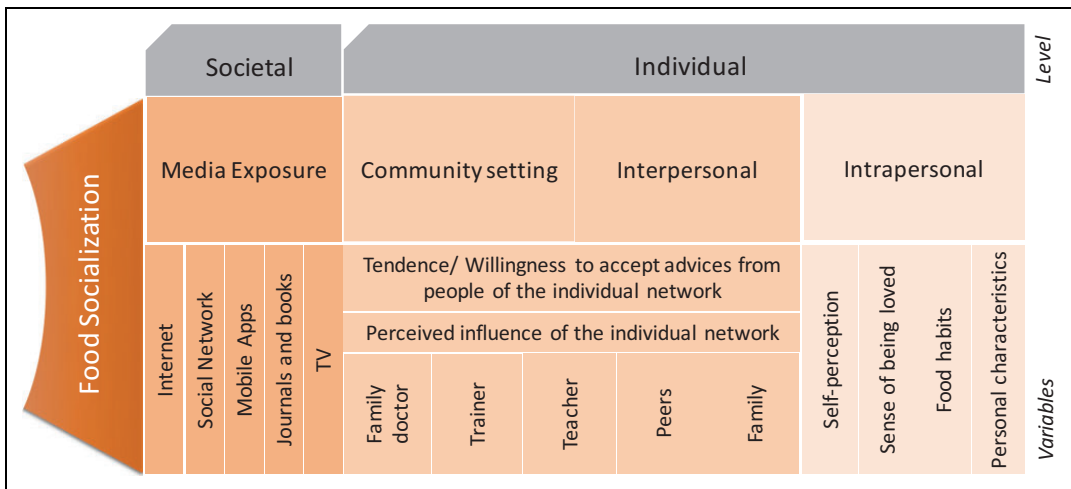 Societal
Individual
Level
Food Socialization
Media Exposure
Community setting
Interpersonal
Intrapersonal
Internet
Social Network
Mobile Apps
Journals and books
TV
Tendence/ Willingness to accept advices from
people of the individual network
Perceived influence of the individual network
Family
doctor
Trainer
Teacher
Peers
Family
Self-perception
Sense of being loved
Food habits
Personal characteristics
Variables